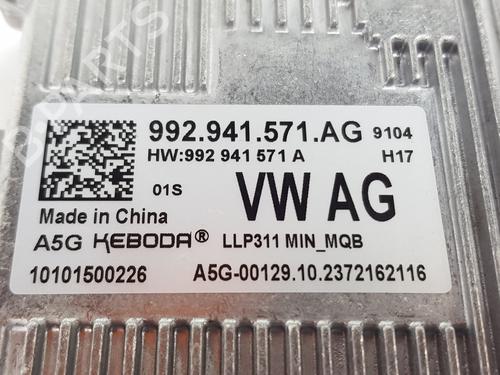 992.941.571.AG 9104
HW:992 941 571 A H17
01S VW AG
Made in China
A5G KEBODA® LLP311 MIN_MQB
10101500226 A5G-00129.10.2372162116
B-PARTS